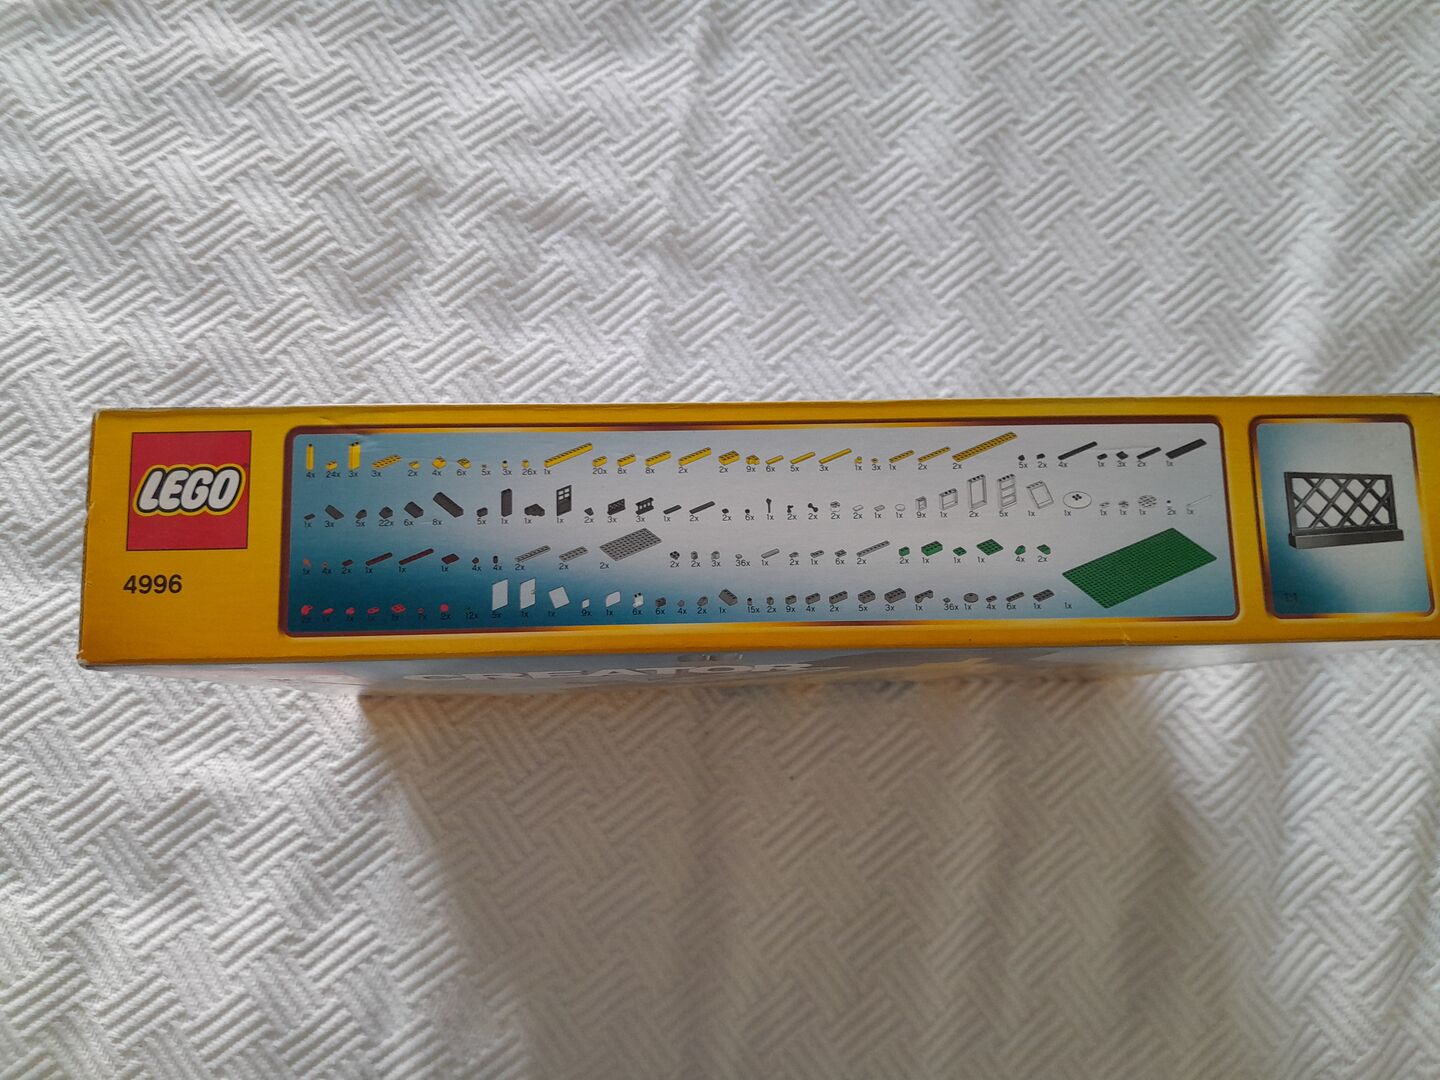 LEGO
4996
4x 24x 3x 3x 2x 4x 6x 5x 3x 26x 1x 20x 8x 8x 2x 2x 9x 6x 5x 3x 1x 3x 1x 2x 2x 5x 2x 4x 1x 3x 2x 1x
1x 3x 5x 22x 6x 8x 5x 1x 1x 1x 2x 3x 3x 1x 2x 2x 6x 1x 2x 2x 2x 2x 1x 1x 9x 1x 2x 5x 1x 1x 1x 1x 1x 2x 1x
4x 2x 1x 1x 1x 4x 4x 2x 2x 2x 2x 2x 3x 36x 1x 2x 1x 6x 2x 2x 1x 1x 1x 4x 2x
2x 12x 1x 9x 1x 6x 6x 4x 2x 1x 15x 2x 9x 4x 2x 5x 3x 1x 36x 1x 4x 6x 1x 1x
1:1
CREATOR